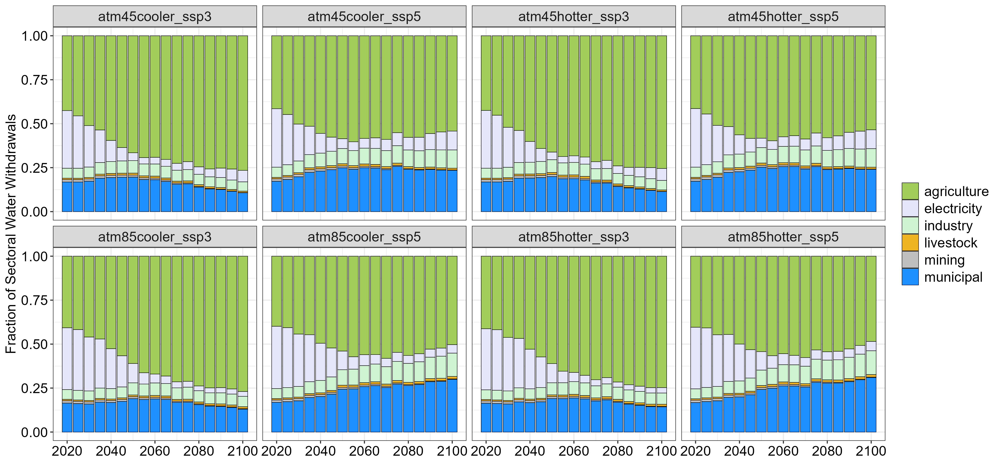 atm45cooler_ssp3
atm45cooler_ssp5
atm45hotter_ssp3
atm45hotter_ssp5
1.00
0.75
0.50
0.25
0.00
atm85cooler_ssp3
atm85cooler_ssp5
atm85hotter_ssp3
atm85hotter_ssp5
1.00
0.75
0.50
0.25
0.00
2020 2040 2060 2080 2100
2020 2040 2060 2080 2100
2020 2040 2060 2080 2100
2020 2040 2060 2080 2100
Fraction of Sectoral Water Withdrawals
agriculture
electricity
industry
livestock
mining
municipal